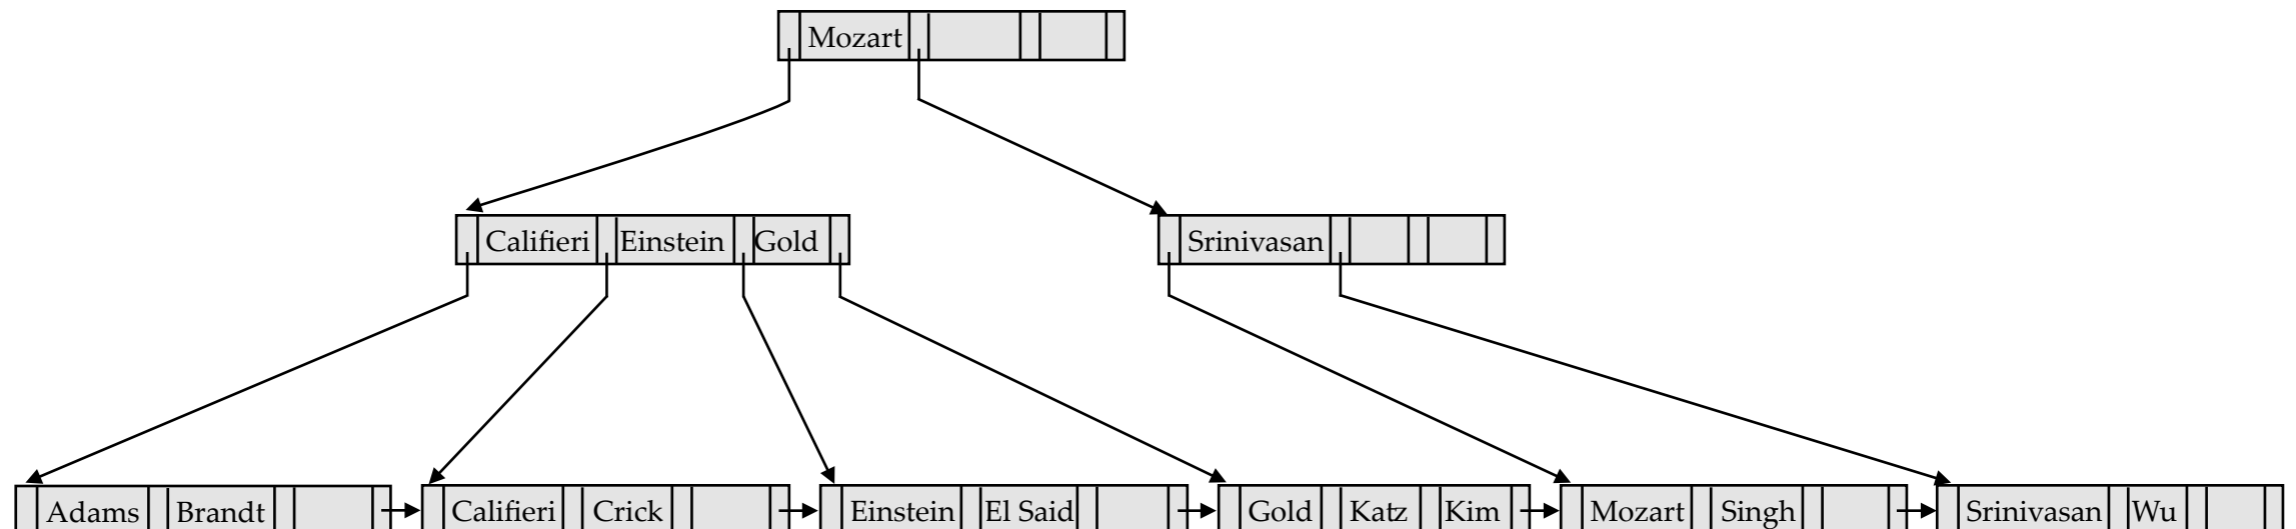 Mozart
Califieri Einstein Gold Srinivasan
Adams Brandt Califieri Crick Einstein El Said Gold Katz Kim Mozart Singh Srinivasan Wu